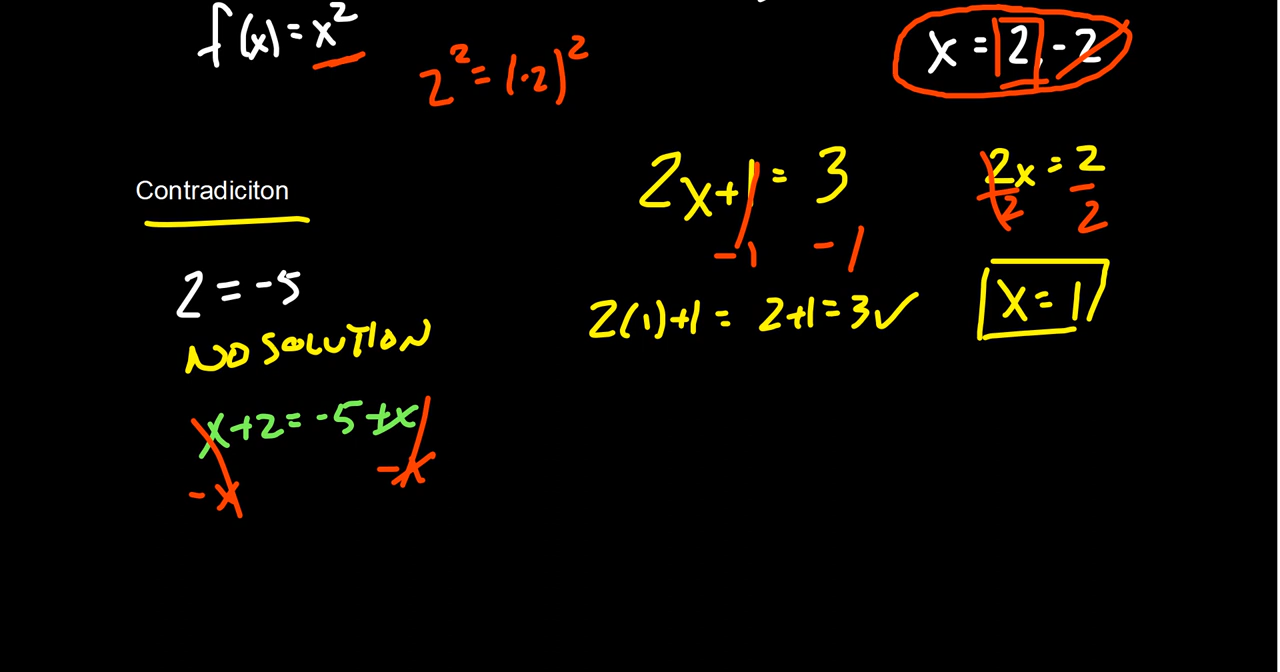 f(x) = x²
2² = (-2)²
x = 2, -2
Contradiciton
2 = -5
NO SOLUTION
x + 2 = -5 + x
-x -x
2x + 1 = 3
-1 -1
2(1) + 1 = 2 + 1 = 3 ✓
2x = 2
2 2
x = 1